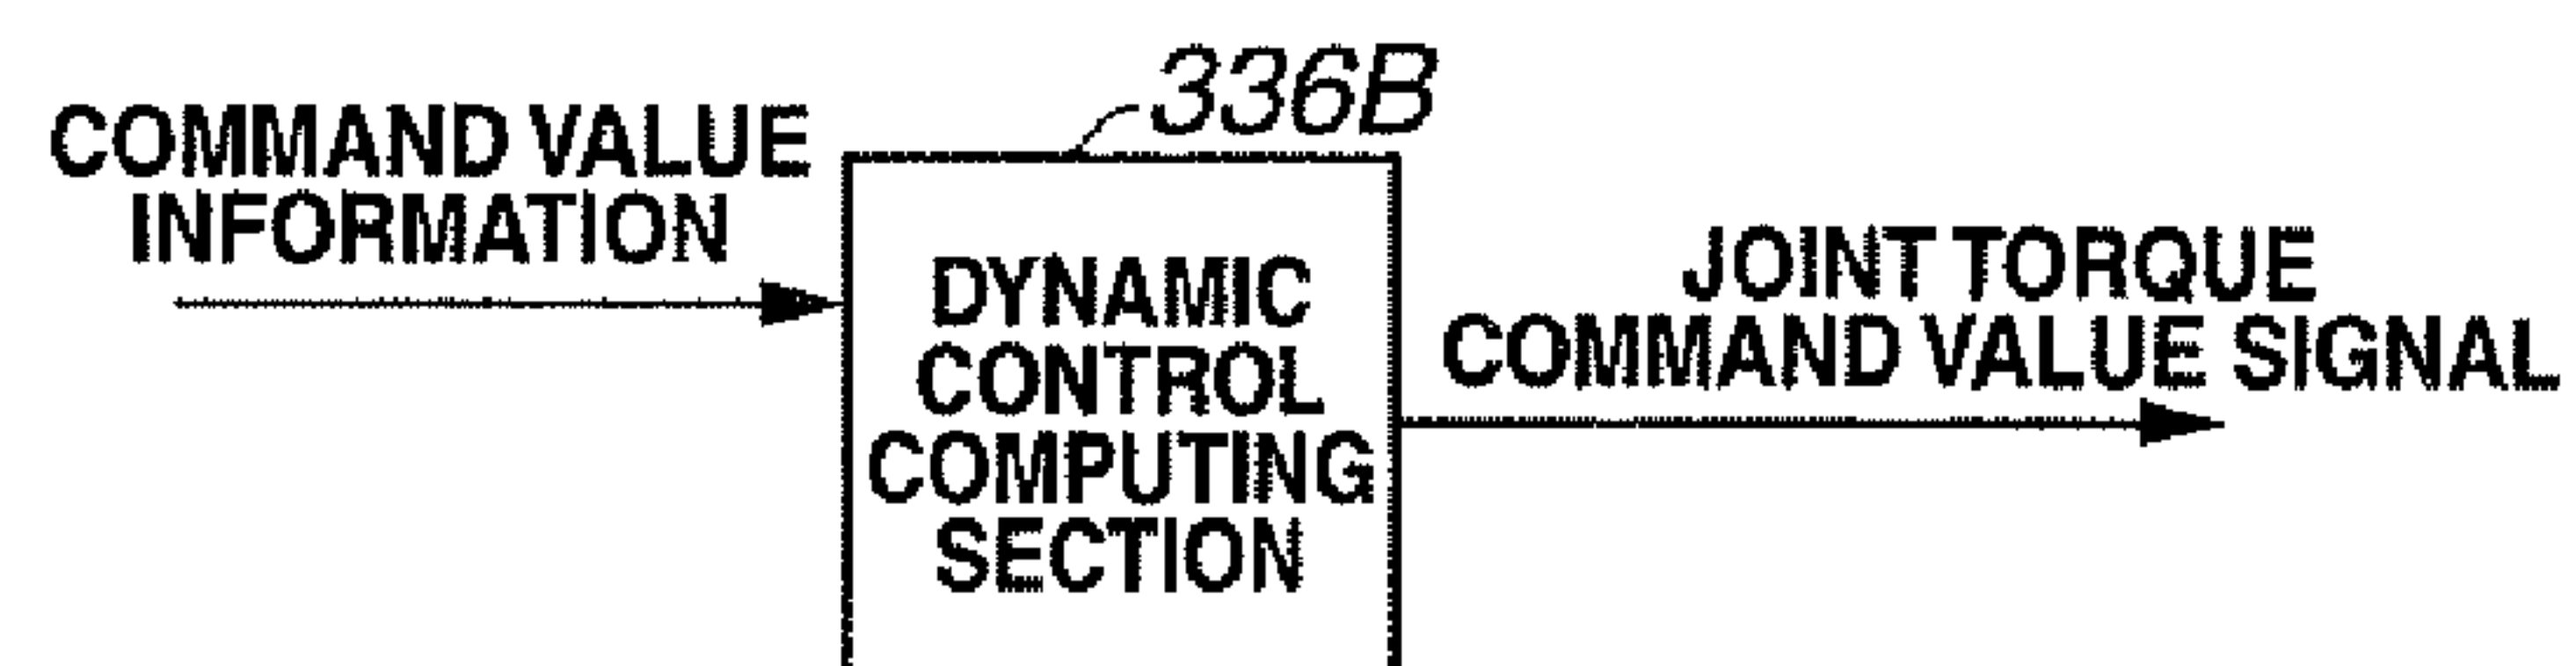 336B
COMMAND VALUE
INFORMATION
DYNAMIC
CONTROL
COMPUTING
SECTION
JOINT TORQUE
COMMAND VALUE SIGNAL